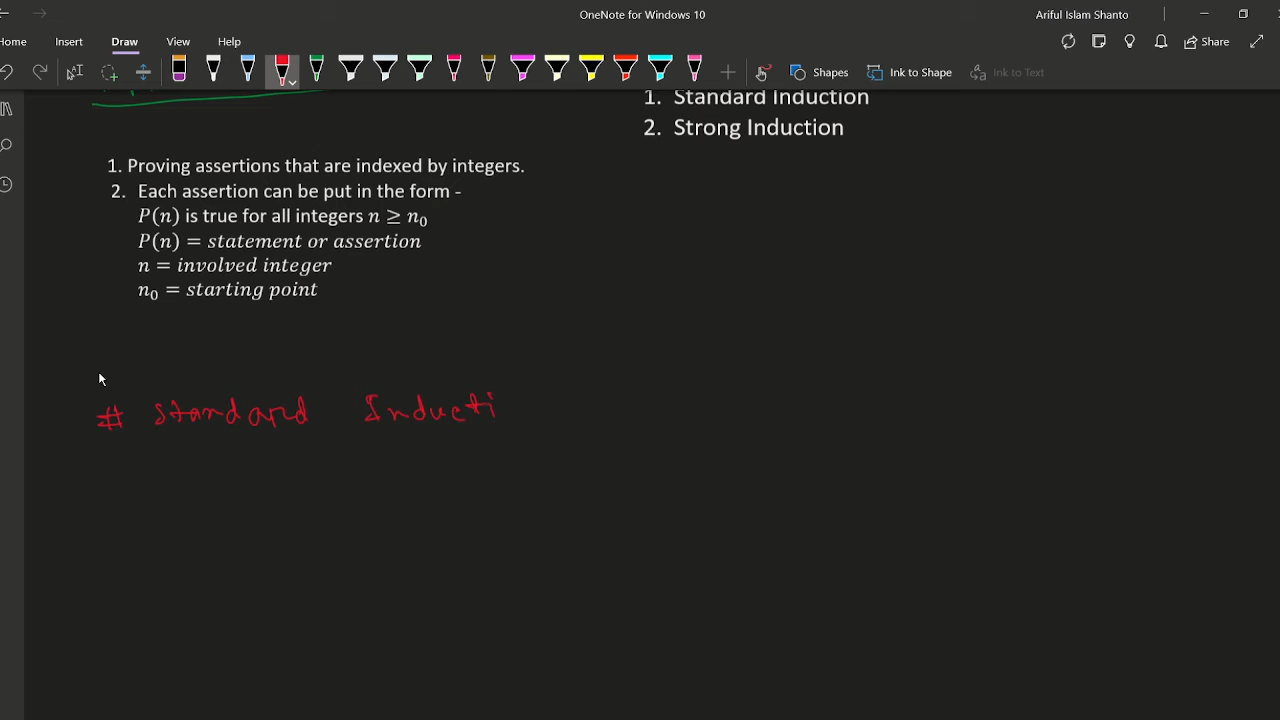 OneNote for Windows 10
Ariful Islam Shanto
Home Insert Draw View Help
Share
Shapes Ink to Shape Ink to Text
1. Standard Induction
2. Strong Induction
1. Proving assertions that are indexed by integers.
2. Each assertion can be put in the form -
P(n) is true for all integers n ≥ n₀
P(n) = statement or assertion
n = involved integer
n₀ = starting point
# Standard Inducti